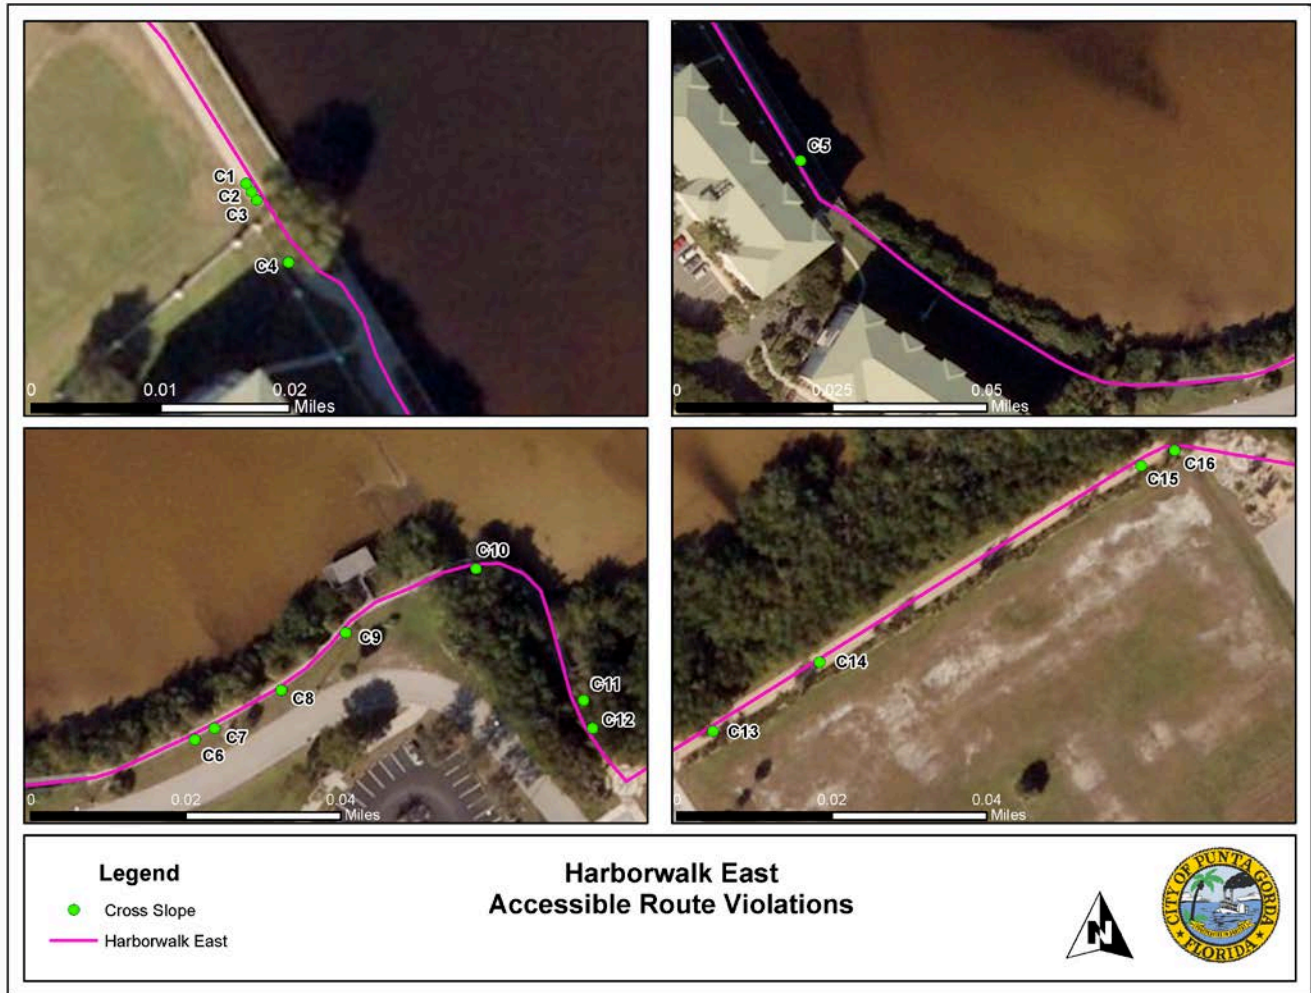 C1
C2
C3
C4
0 0.01 0.02
Miles
C5
0 0.025 0.05
Miles
C10
C9
C8
C7
C6
C11
C12
0 0.02 0.04
Miles
C16
C15
C14
C13
0 0.02 0.04
Miles
Legend
Cross Slope
Harborwalk East
Harborwalk East
Accessible Route Violations
N
CITY OF PUNTA GORDA
FLORIDA